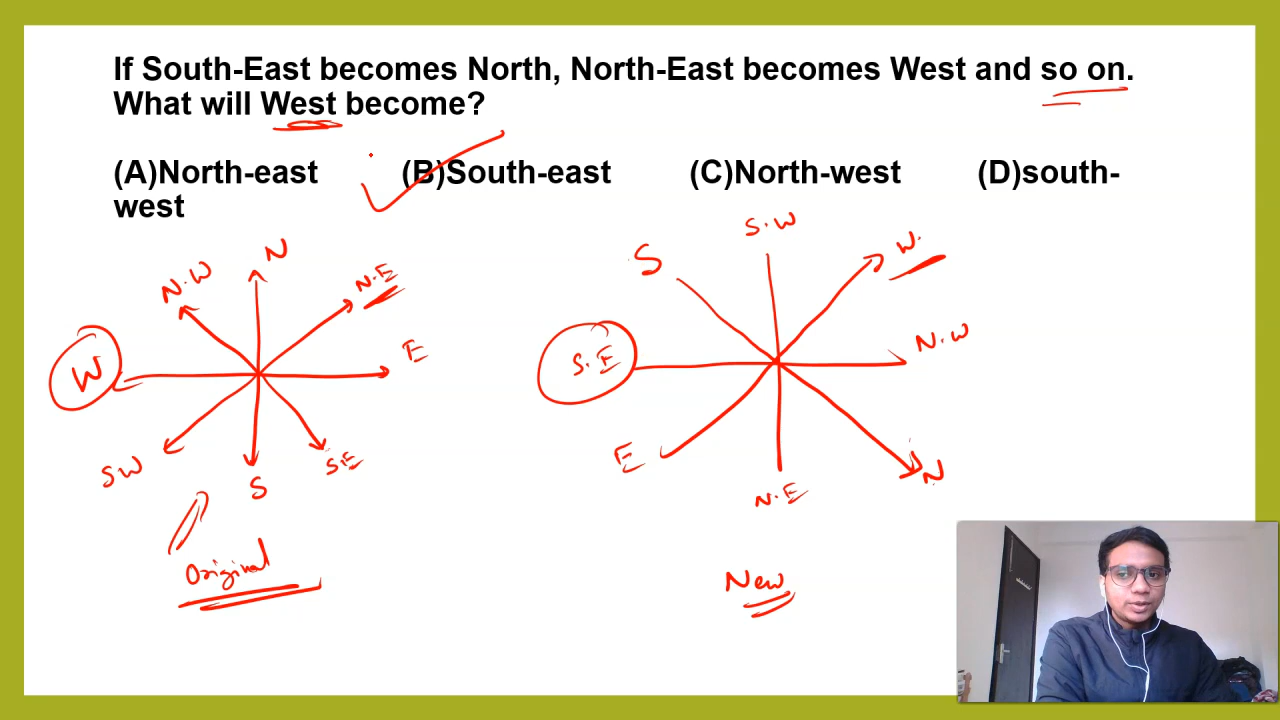 If South-East becomes North, North-East becomes West and so on.
What will West become?
(A)North-east (B)South-east (C)North-west (D)south-
west
N
N.W
N.E
W
E
SW
S
S.E
Original
S.W
S
W.
S.E
N.W
E
N.E
N
New